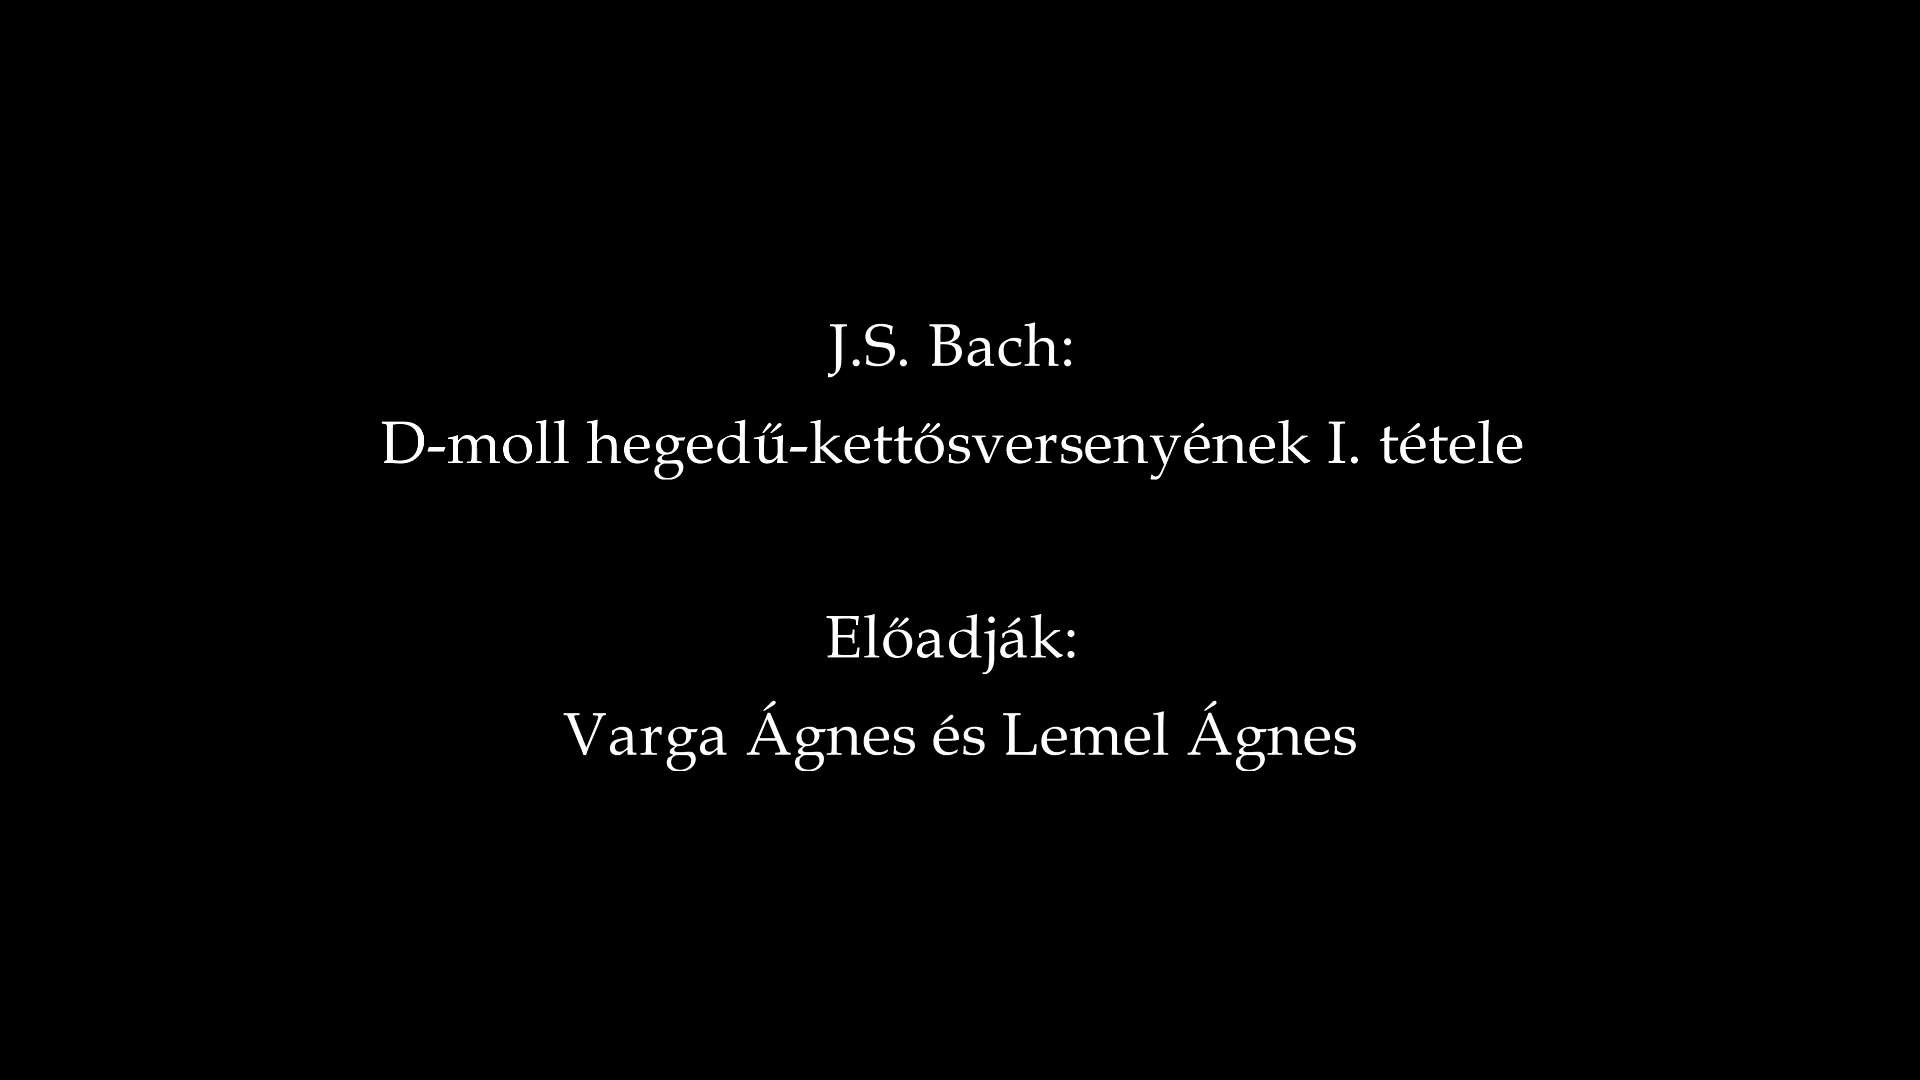 J.S. Bach:
D-moll hegedű-kettősversenyének I. tétele
Előadják:
Varga Ágnes és Lemel Ágnes